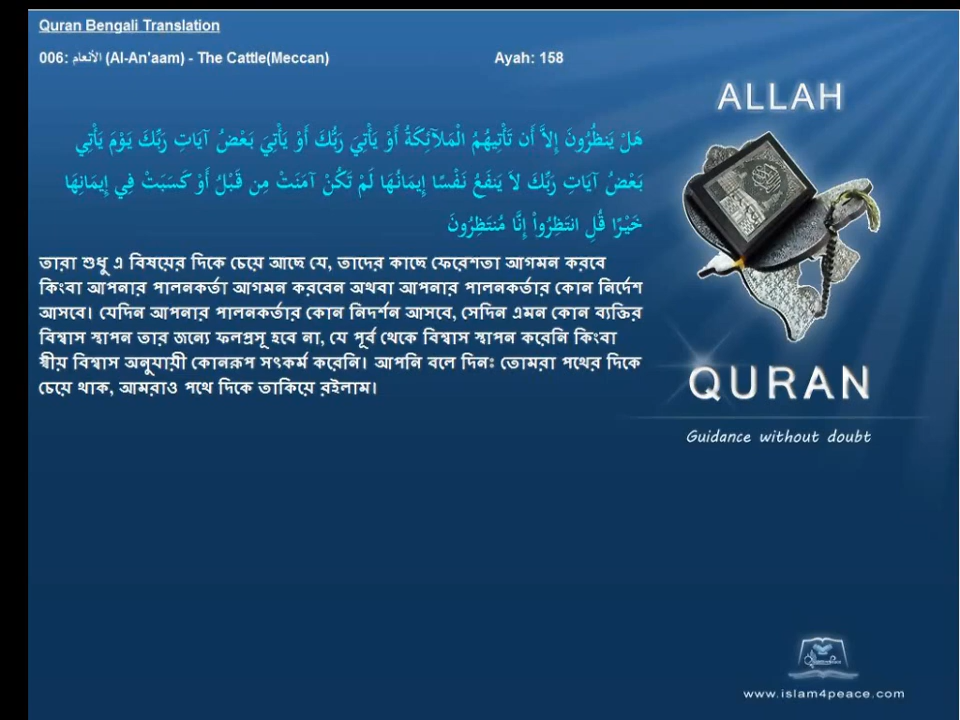 Quran Bengali Translation
006: الأنعام (Al-An'aam) - The Cattle(Meccan) Ayah: 158
ALLAH
هَلْ يَنظُرُونَ إِلاَّ أَن تَأْتِيهُمُ الْمَلآئِكَةُ أَوْ يَأْتِيَ رَبُّكَ أَوْ يَأْتِيَ بَعْضُ آيَاتِ رَبِّكَ يَوْمَ يَأْتِي
بَعْضُ آيَاتِ رَبِّكَ لاَ يَنفَعُ نَفْسًا إِيمَانُهَا لَمْ تَكُنْ آمَنَتْ مِن قَبْلُ أَوْ كَسَبَتْ فِي إِيمَانِهَا
خَيْرًا قُلِ انتَظِرُواْ إِنَّا مُنتَظِرُونَ
তারা শুধু এ বিষয়ের দিকে চেয়ে আছে যে, তাদের কাছে ফেরেশতা আগমন করবে
কিংবা আপনার পালনকর্তা আগমন করবেন অথবা আপনার পালনকর্তার কোন নির্দেশ
আসবে। যেদিন আপনার পালনকর্তার কোন নিদর্শন আসবে, সেদিন এমন কোন ব্যক্তির
বিশ্বাস স্থাপন তার জন্যে ফলপ্রসূ হবে না, যে পূর্ব থেকে বিশ্বাস স্থাপন করেনি কিংবা
স্বীয় বিশ্বাস অনুযায়ী কোনরূপ সৎকর্ম করেনি। আপনি বলে দিনঃ তোমরা পথের দিকে
চেয়ে থাক, আমরাও পথে দিকে তাকিয়ে রইলাম।
QURAN
Guidance without doubt
www.islam4peace.com